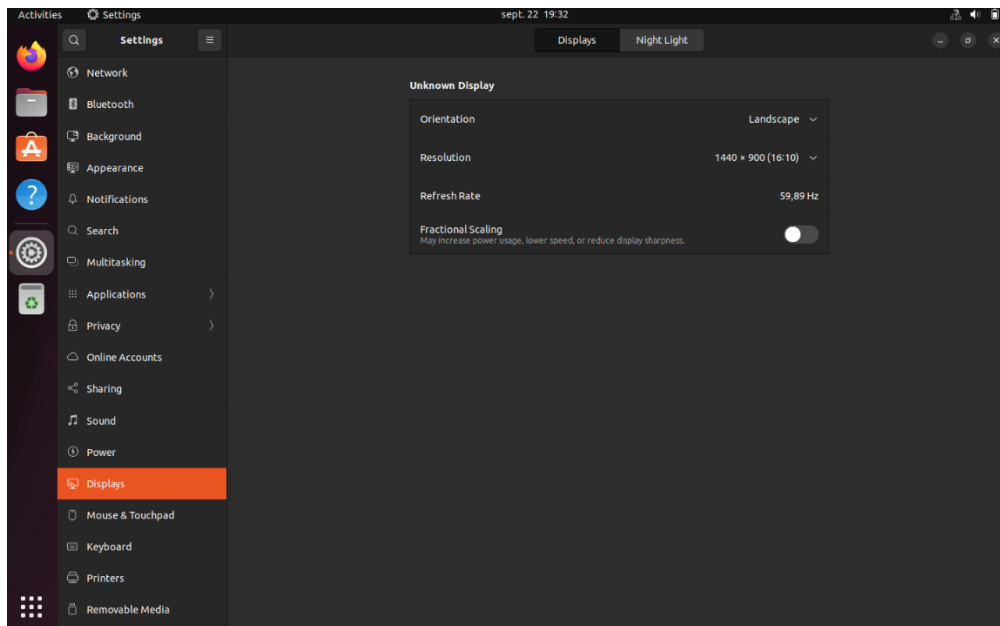 Activities
Settings
sept. 22 19:32
Settings
Displays
Night Light
Network
Bluetooth
Background
Appearance
Notifications
Search
Multitasking
Applications
Privacy
Online Accounts
Sharing
Sound
Power
Displays
Mouse & Touchpad
Keyboard
Printers
Removable Media
Unknown Display
Orientation
Landscape
Resolution
1440 × 900 (16:10)
Refresh Rate
59,89 Hz
Fractional Scaling
May increase power usage, lower speed, or reduce display sharpness.